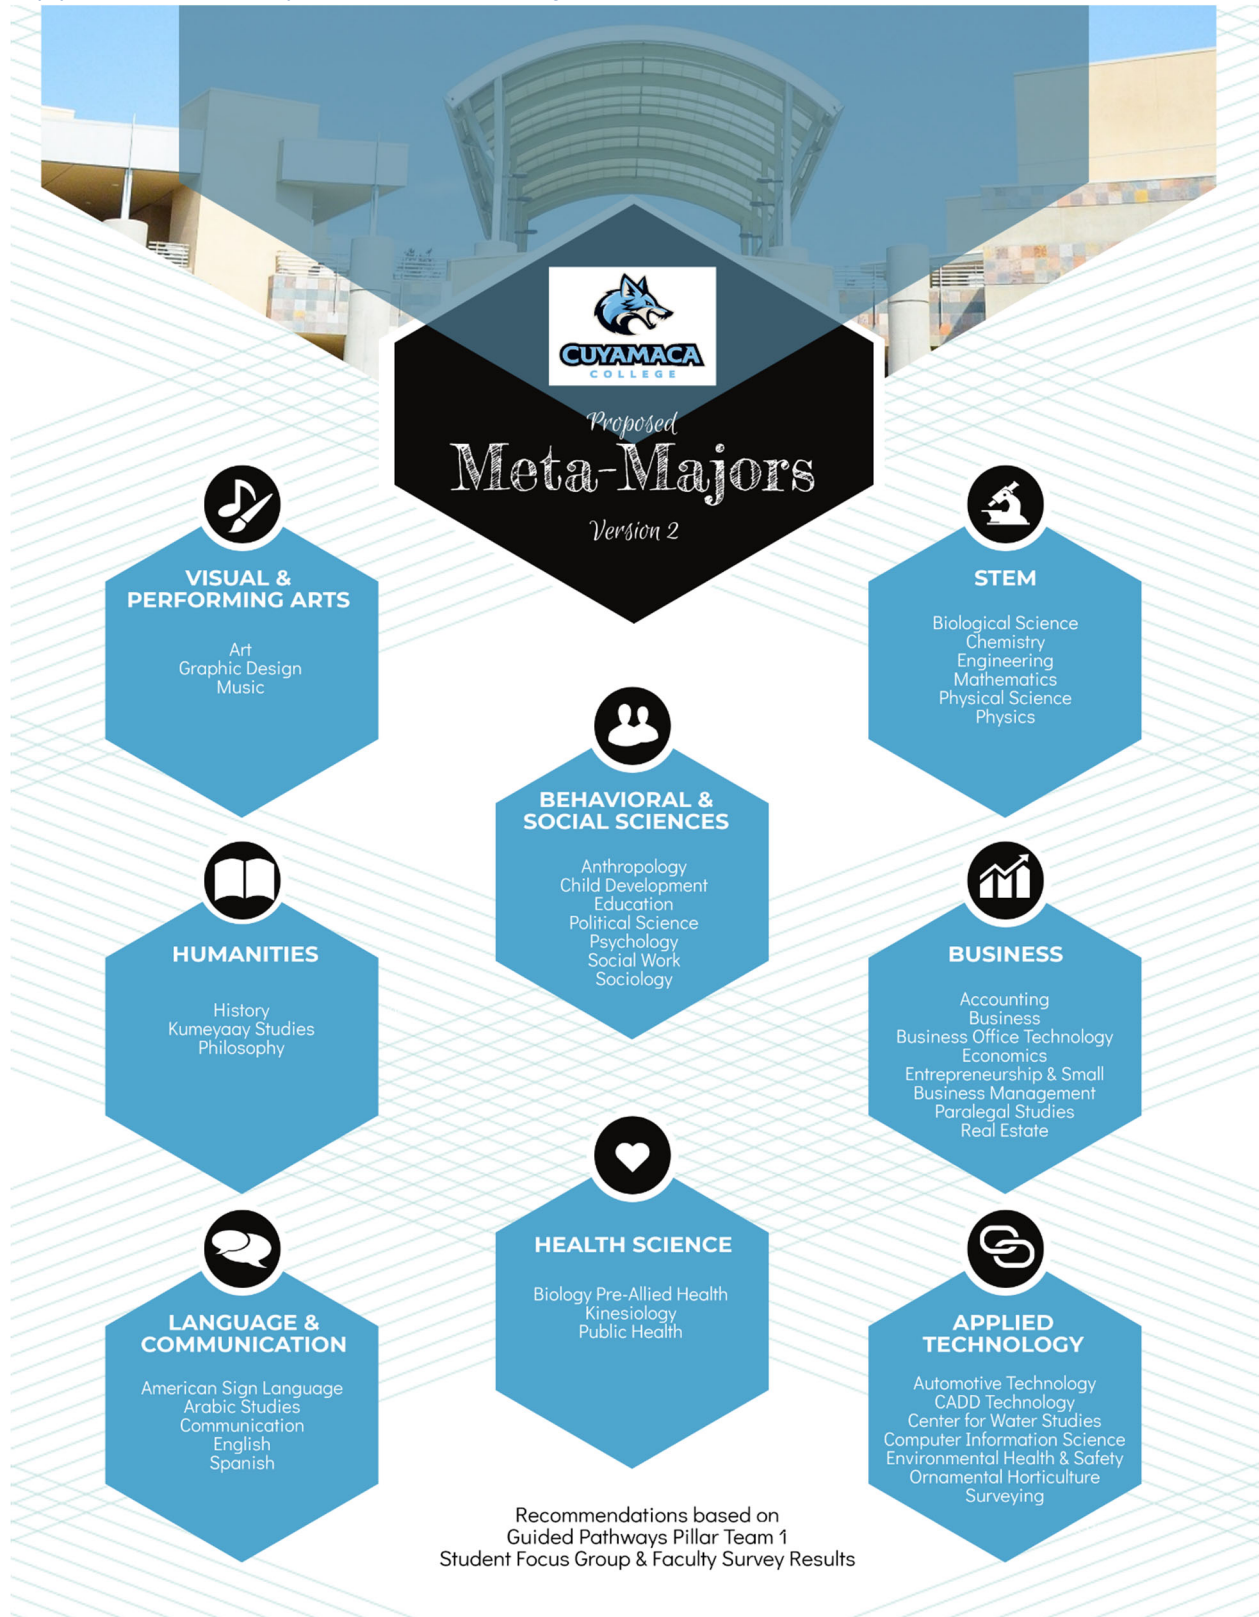 CUYAMACA
COLLEGE
Proposed
Meta-Majors
Version 2
VISUAL &
PERFORMING ARTS
Art
Graphic Design
Music
STEM
Biological Science
Chemistry
Engineering
Mathematics
Physical Science
Physics
BEHAVIORAL &
SOCIAL SCIENCES
Anthropology
Child Development
Education
Political Science
Psychology
Social Work
Sociology
HUMANITIES
History
Kumeyaay Studies
Philosophy
BUSINESS
Accounting
Business
Business Office Technology
Economics
Entrepreneurship & Small
Business Management
Paralegal Studies
Real Estate
HEALTH SCIENCE
Biology Pre-Allied Health
Kinesiology
Public Health
LANGUAGE &
COMMUNICATION
American Sign Language
Arabic Studies
Communication
English
Spanish
APPLIED
TECHNOLOGY
Automotive Technology
CADD Technology
Center for Water Studies
Computer Information Science
Environmental Health & Safety
Ornamental Horticulture
Surveying
Recommendations based on
Guided Pathways Pillar Team 1
Student Focus Group & Faculty Survey Results